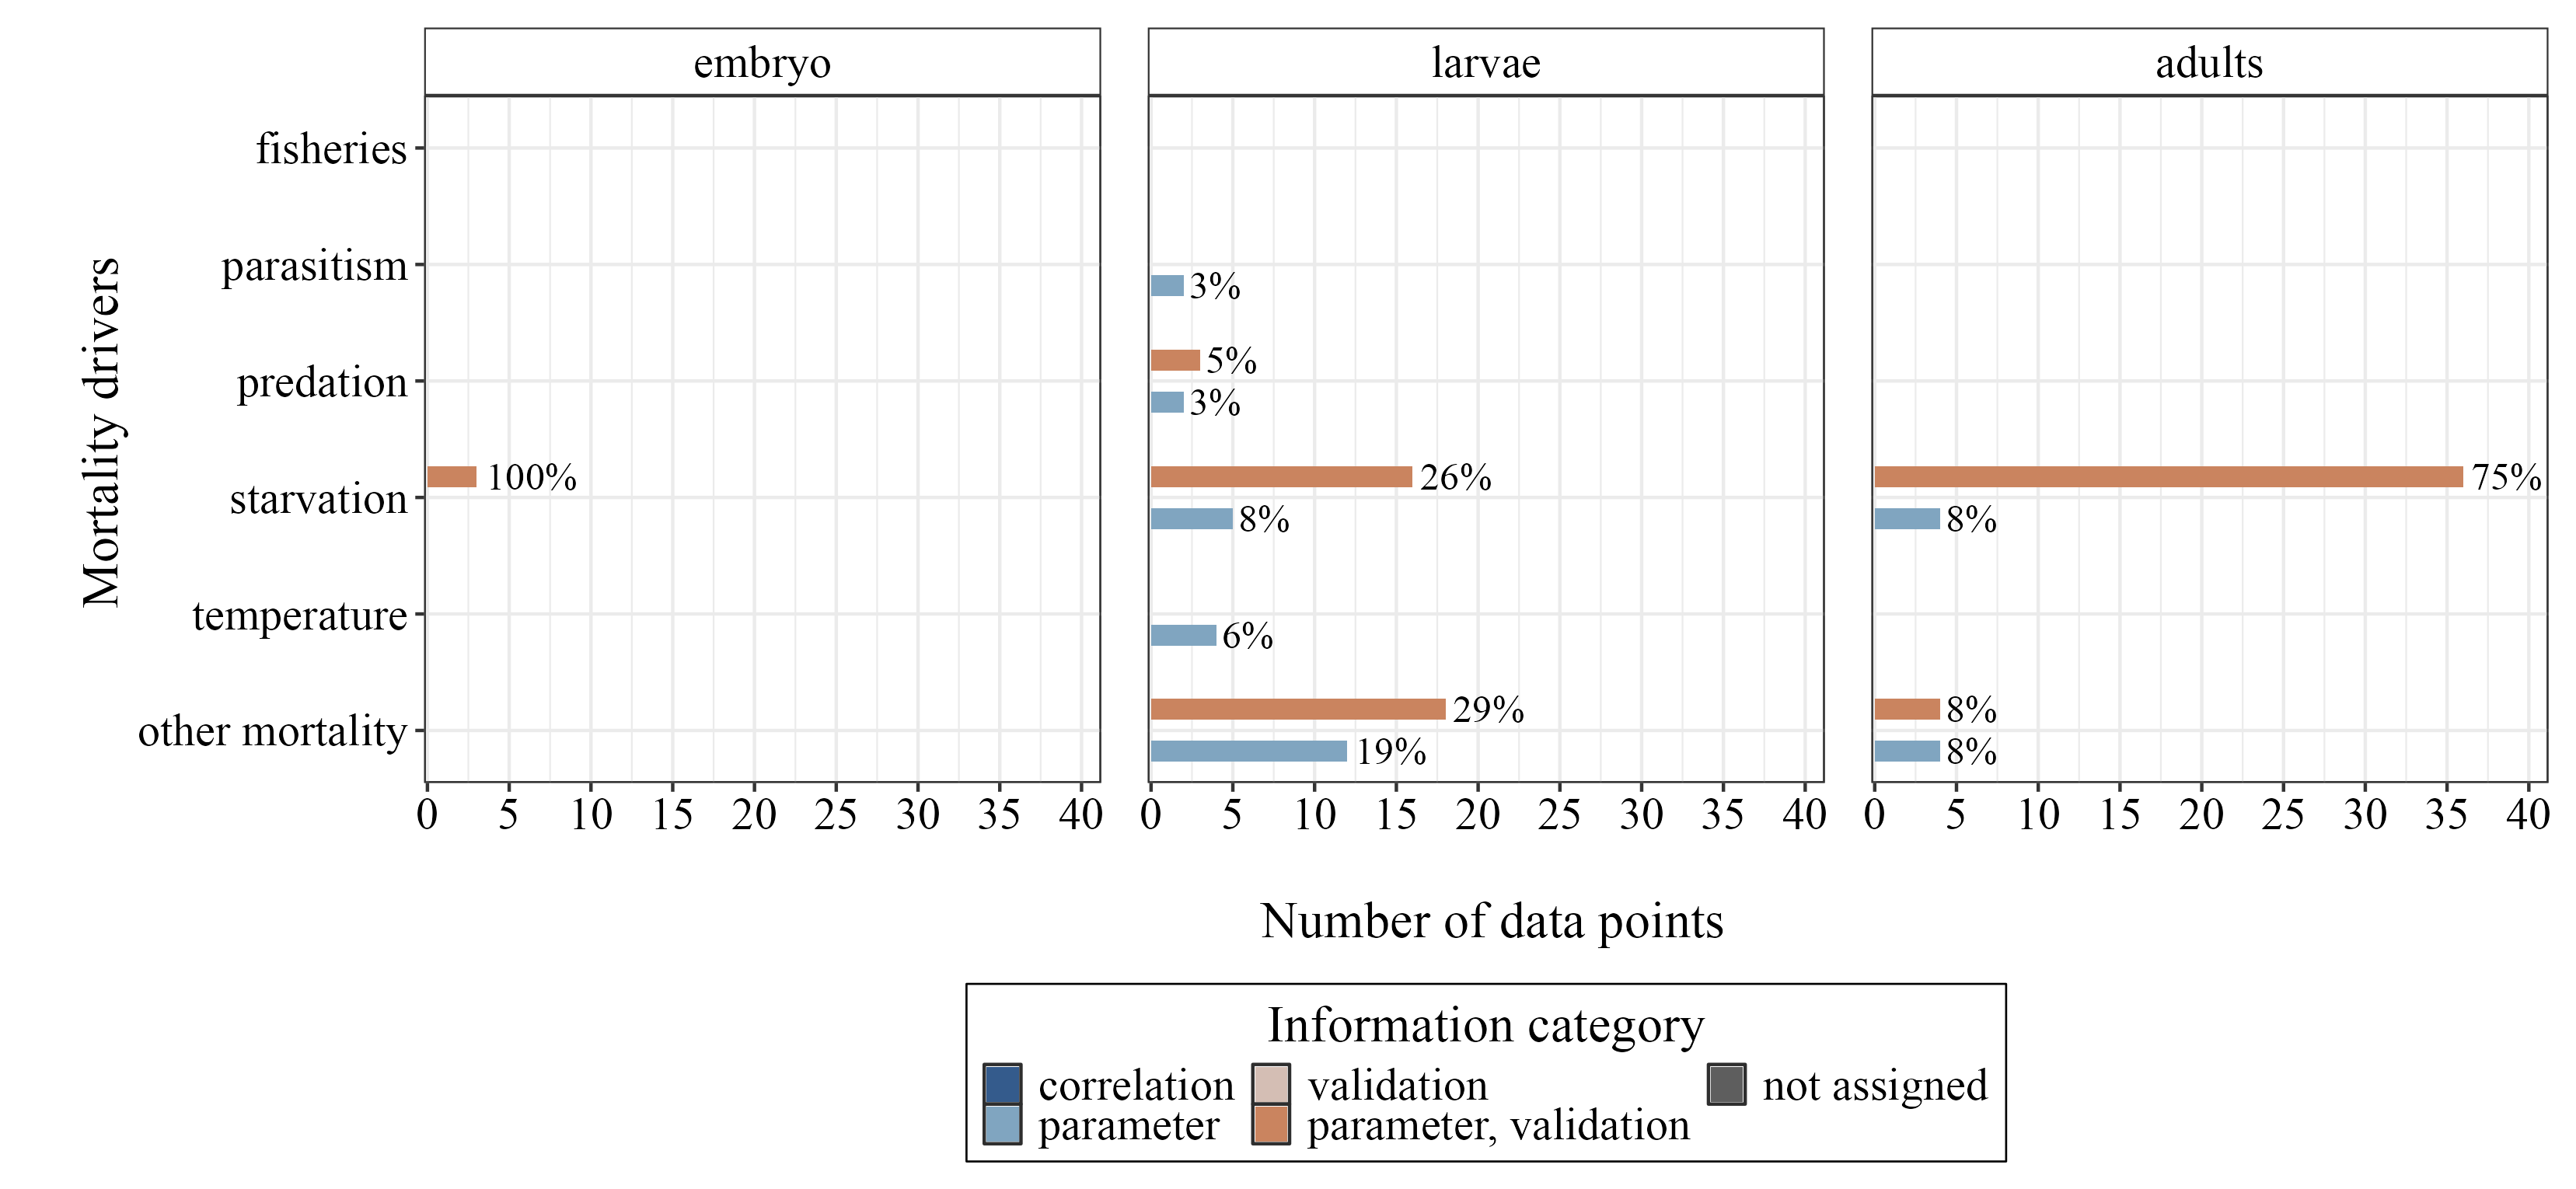 embryo larvae adults
Mortality drivers
fisheries
parasitism
3%
5%
predation
3%
100% 26% 75%
starvation
8% 8%
temperature
6%
29% 8%
other mortality
19% 8%
0 5 10 15 20 25 30 35 40 0 5 10 15 20 25 30 35 40 0 5 10 15 20 25 30 35 40
Number of data points
Information category
correlation validation not assigned
parameter parameter, validation